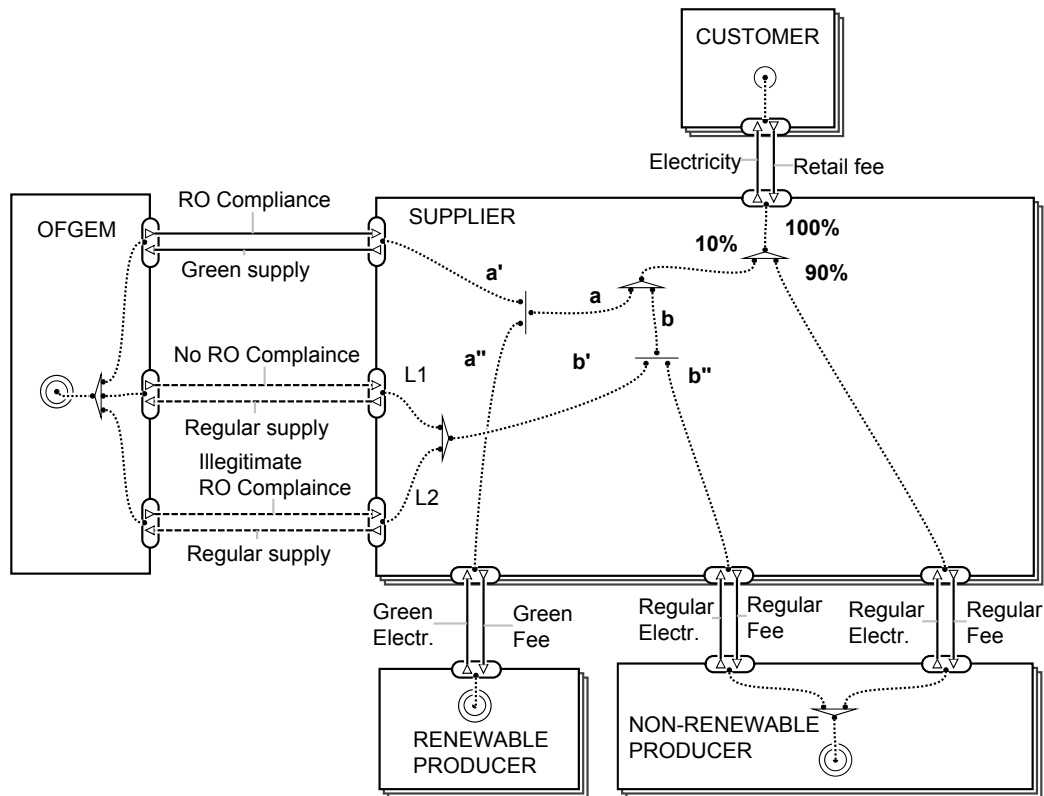 CUSTOMER
Electricity
Retail fee
RO Compliance
OFGEM
SUPPLIER
Green supply
100%
10%
90%
a'
a
b
No RO Complaince
a"
b'
b"
L1
Regular supply
Illegitimate
RO Complaince
L2
Regular supply
Green
Electr.
Green
Fee
Regular
Electr.
Regular
Fee
Regular
Electr.
Regular
Fee
RENEWABLE
PRODUCER
NON-RENEWABLE
PRODUCER